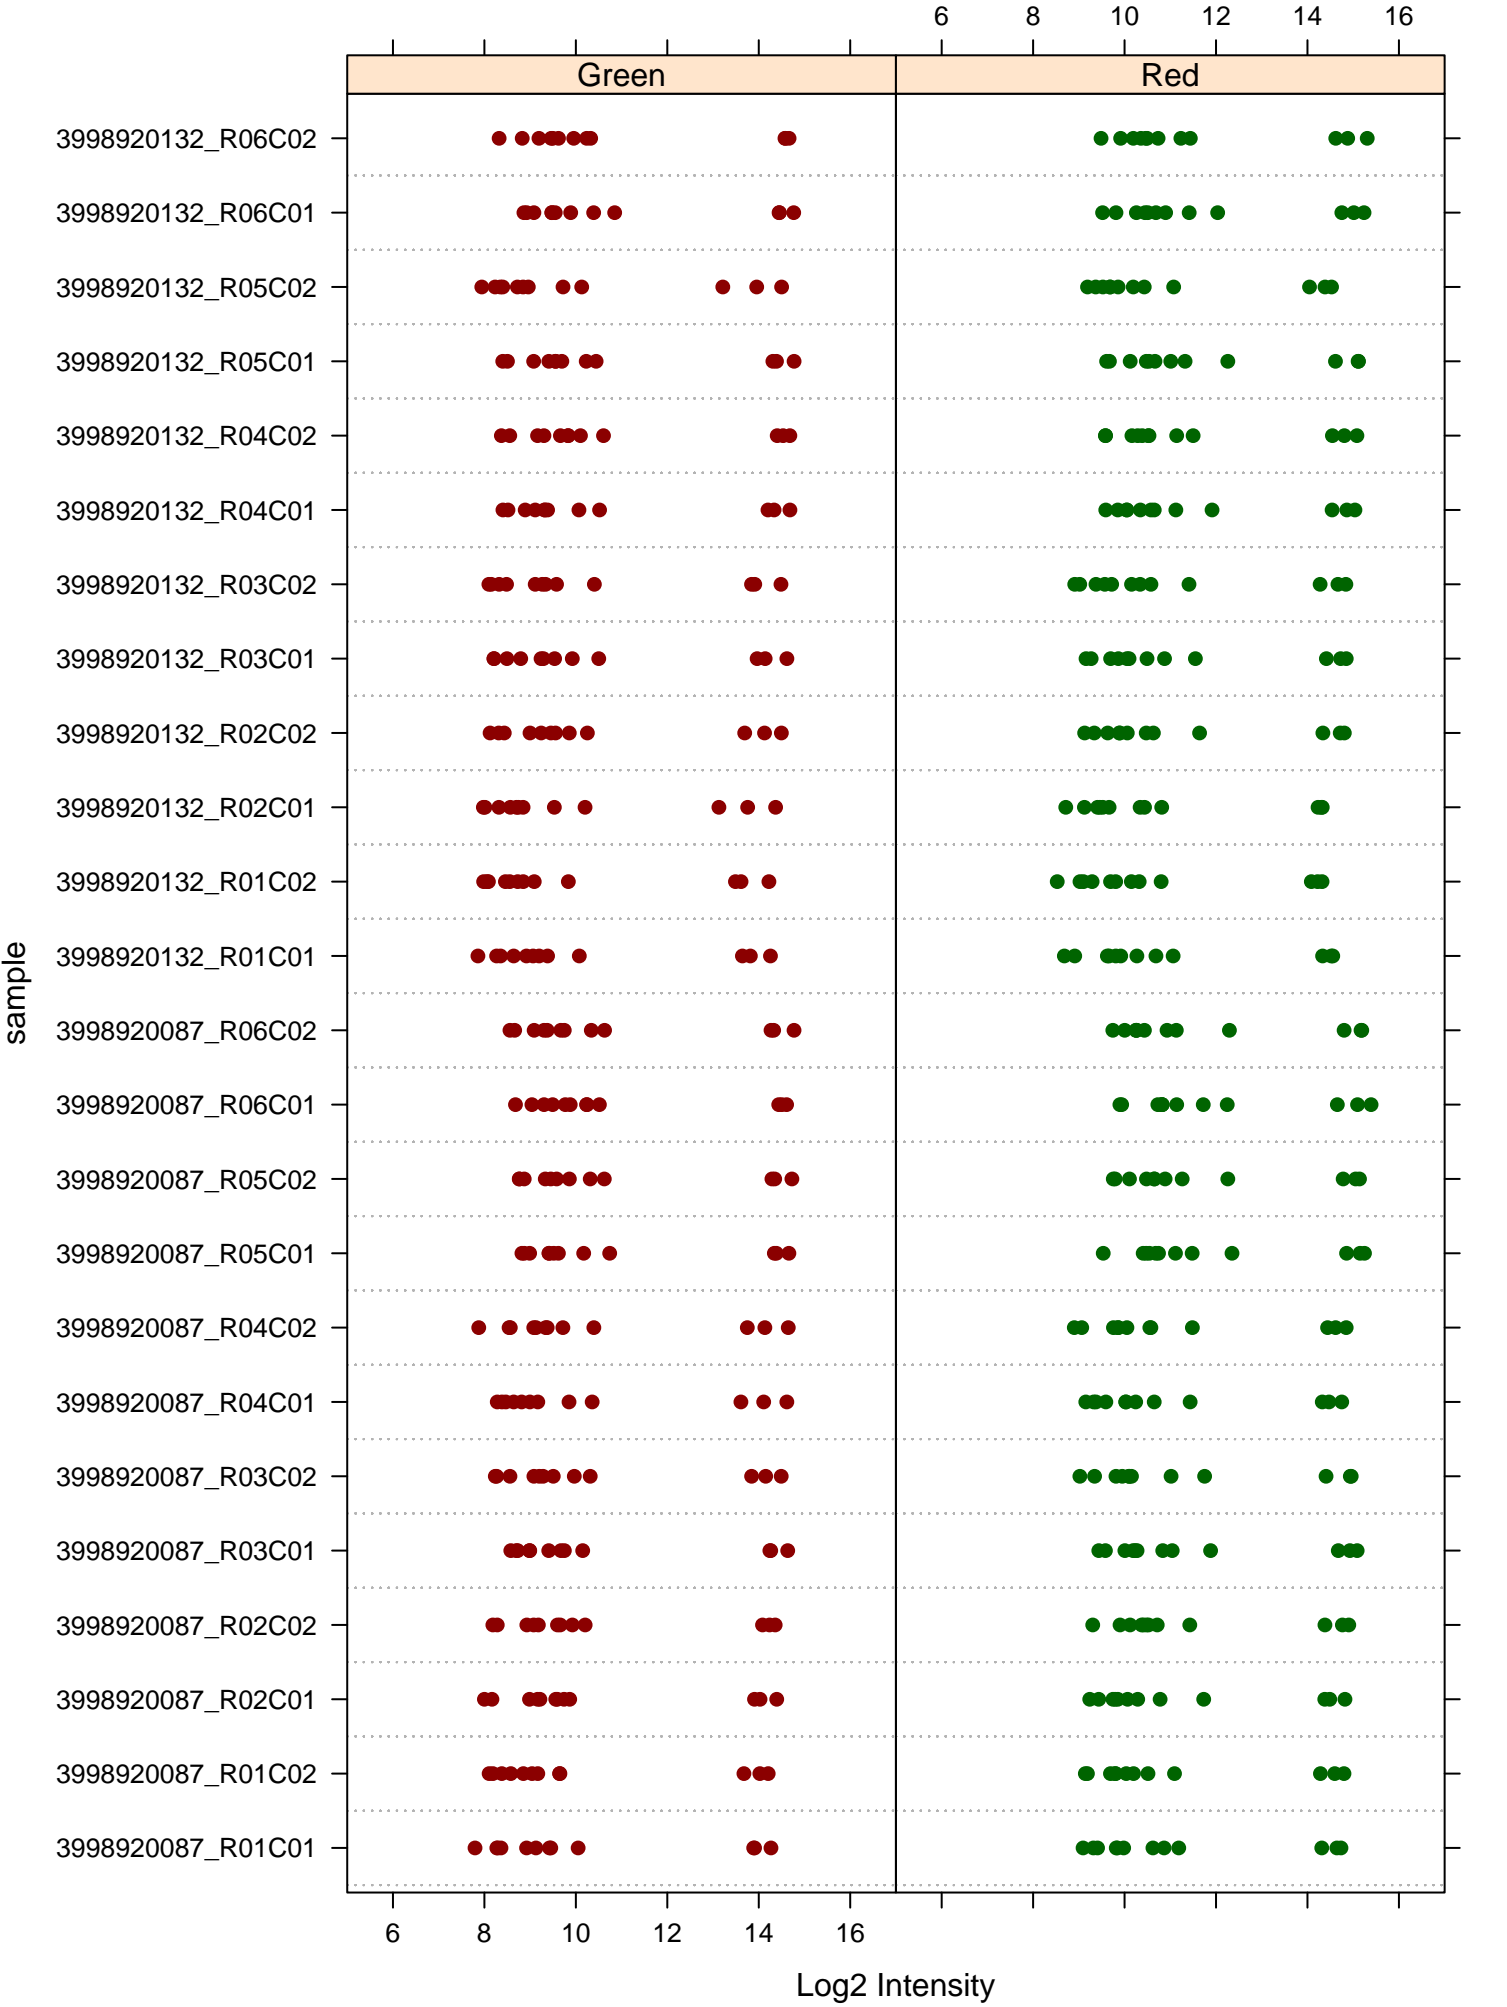 6 8 10 12 14 16
Green Red
3998920132_R06C02
3998920132_R06C01
3998920132_R05C02
3998920132_R05C01
3998920132_R04C02
3998920132_R04C01
3998920132_R03C02
3998920132_R03C01
3998920132_R02C02
3998920132_R02C01
3998920132_R01C02
3998920132_R01C01
sample
3998920087_R06C02
3998920087_R06C01
3998920087_R05C02
3998920087_R05C01
3998920087_R04C02
3998920087_R04C01
3998920087_R03C02
3998920087_R03C01
3998920087_R02C02
3998920087_R02C01
3998920087_R01C02
3998920087_R01C01
6 8 10 12 14 16
Log2 Intensity